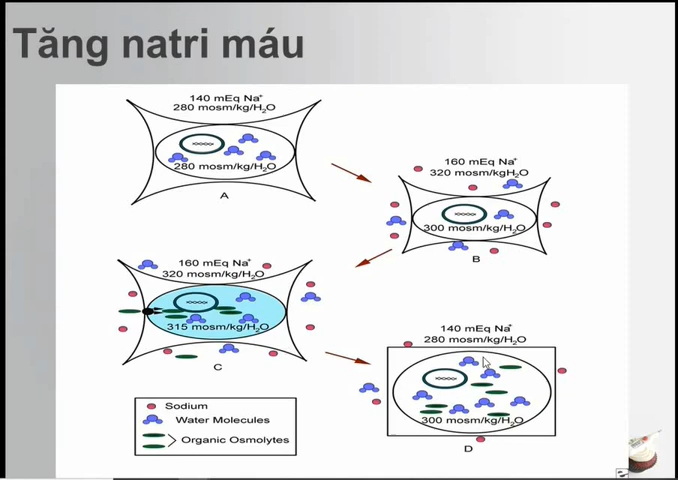 Tăng natri máu
140 mEq Na⁺
280 mosm/kg/H₂O
280 mosm/kg/H₂O
A
160 mEq Na⁺
320 mosm/kgH₂O
300 mosm/kg/H₂O
B
160 mEq Na⁺
320 mosm/kg/H₂O
315 mosm/kg/H₂O
C
140 mEq Na⁺
280 mosm/kg/H₂O
300 mosm/kg/H₂O
D
Sodium
Water Molecules
Organic Osmolytes